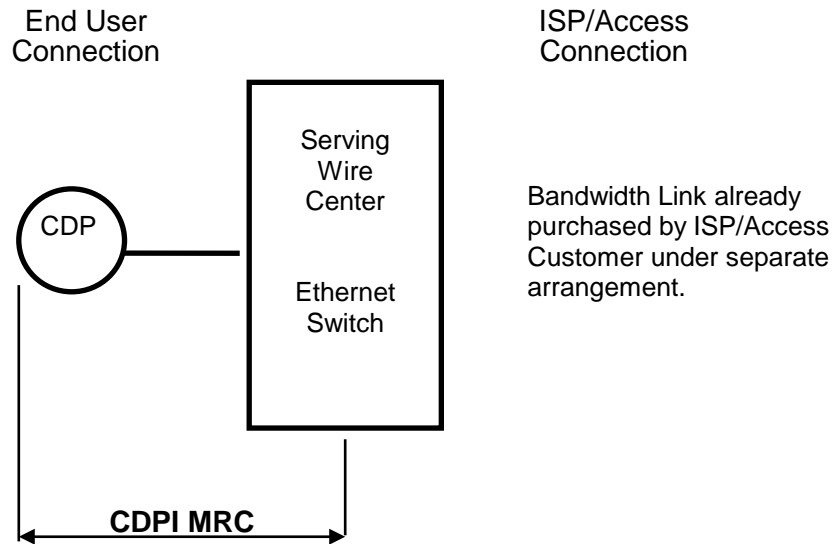 End User
Connection
ISP/Access
Connection
Serving
Wire
Center
CDP
Ethernet
Switch
Bandwidth Link already
purchased by ISP/Access
Customer under separate
arrangement.
CDPI MRC